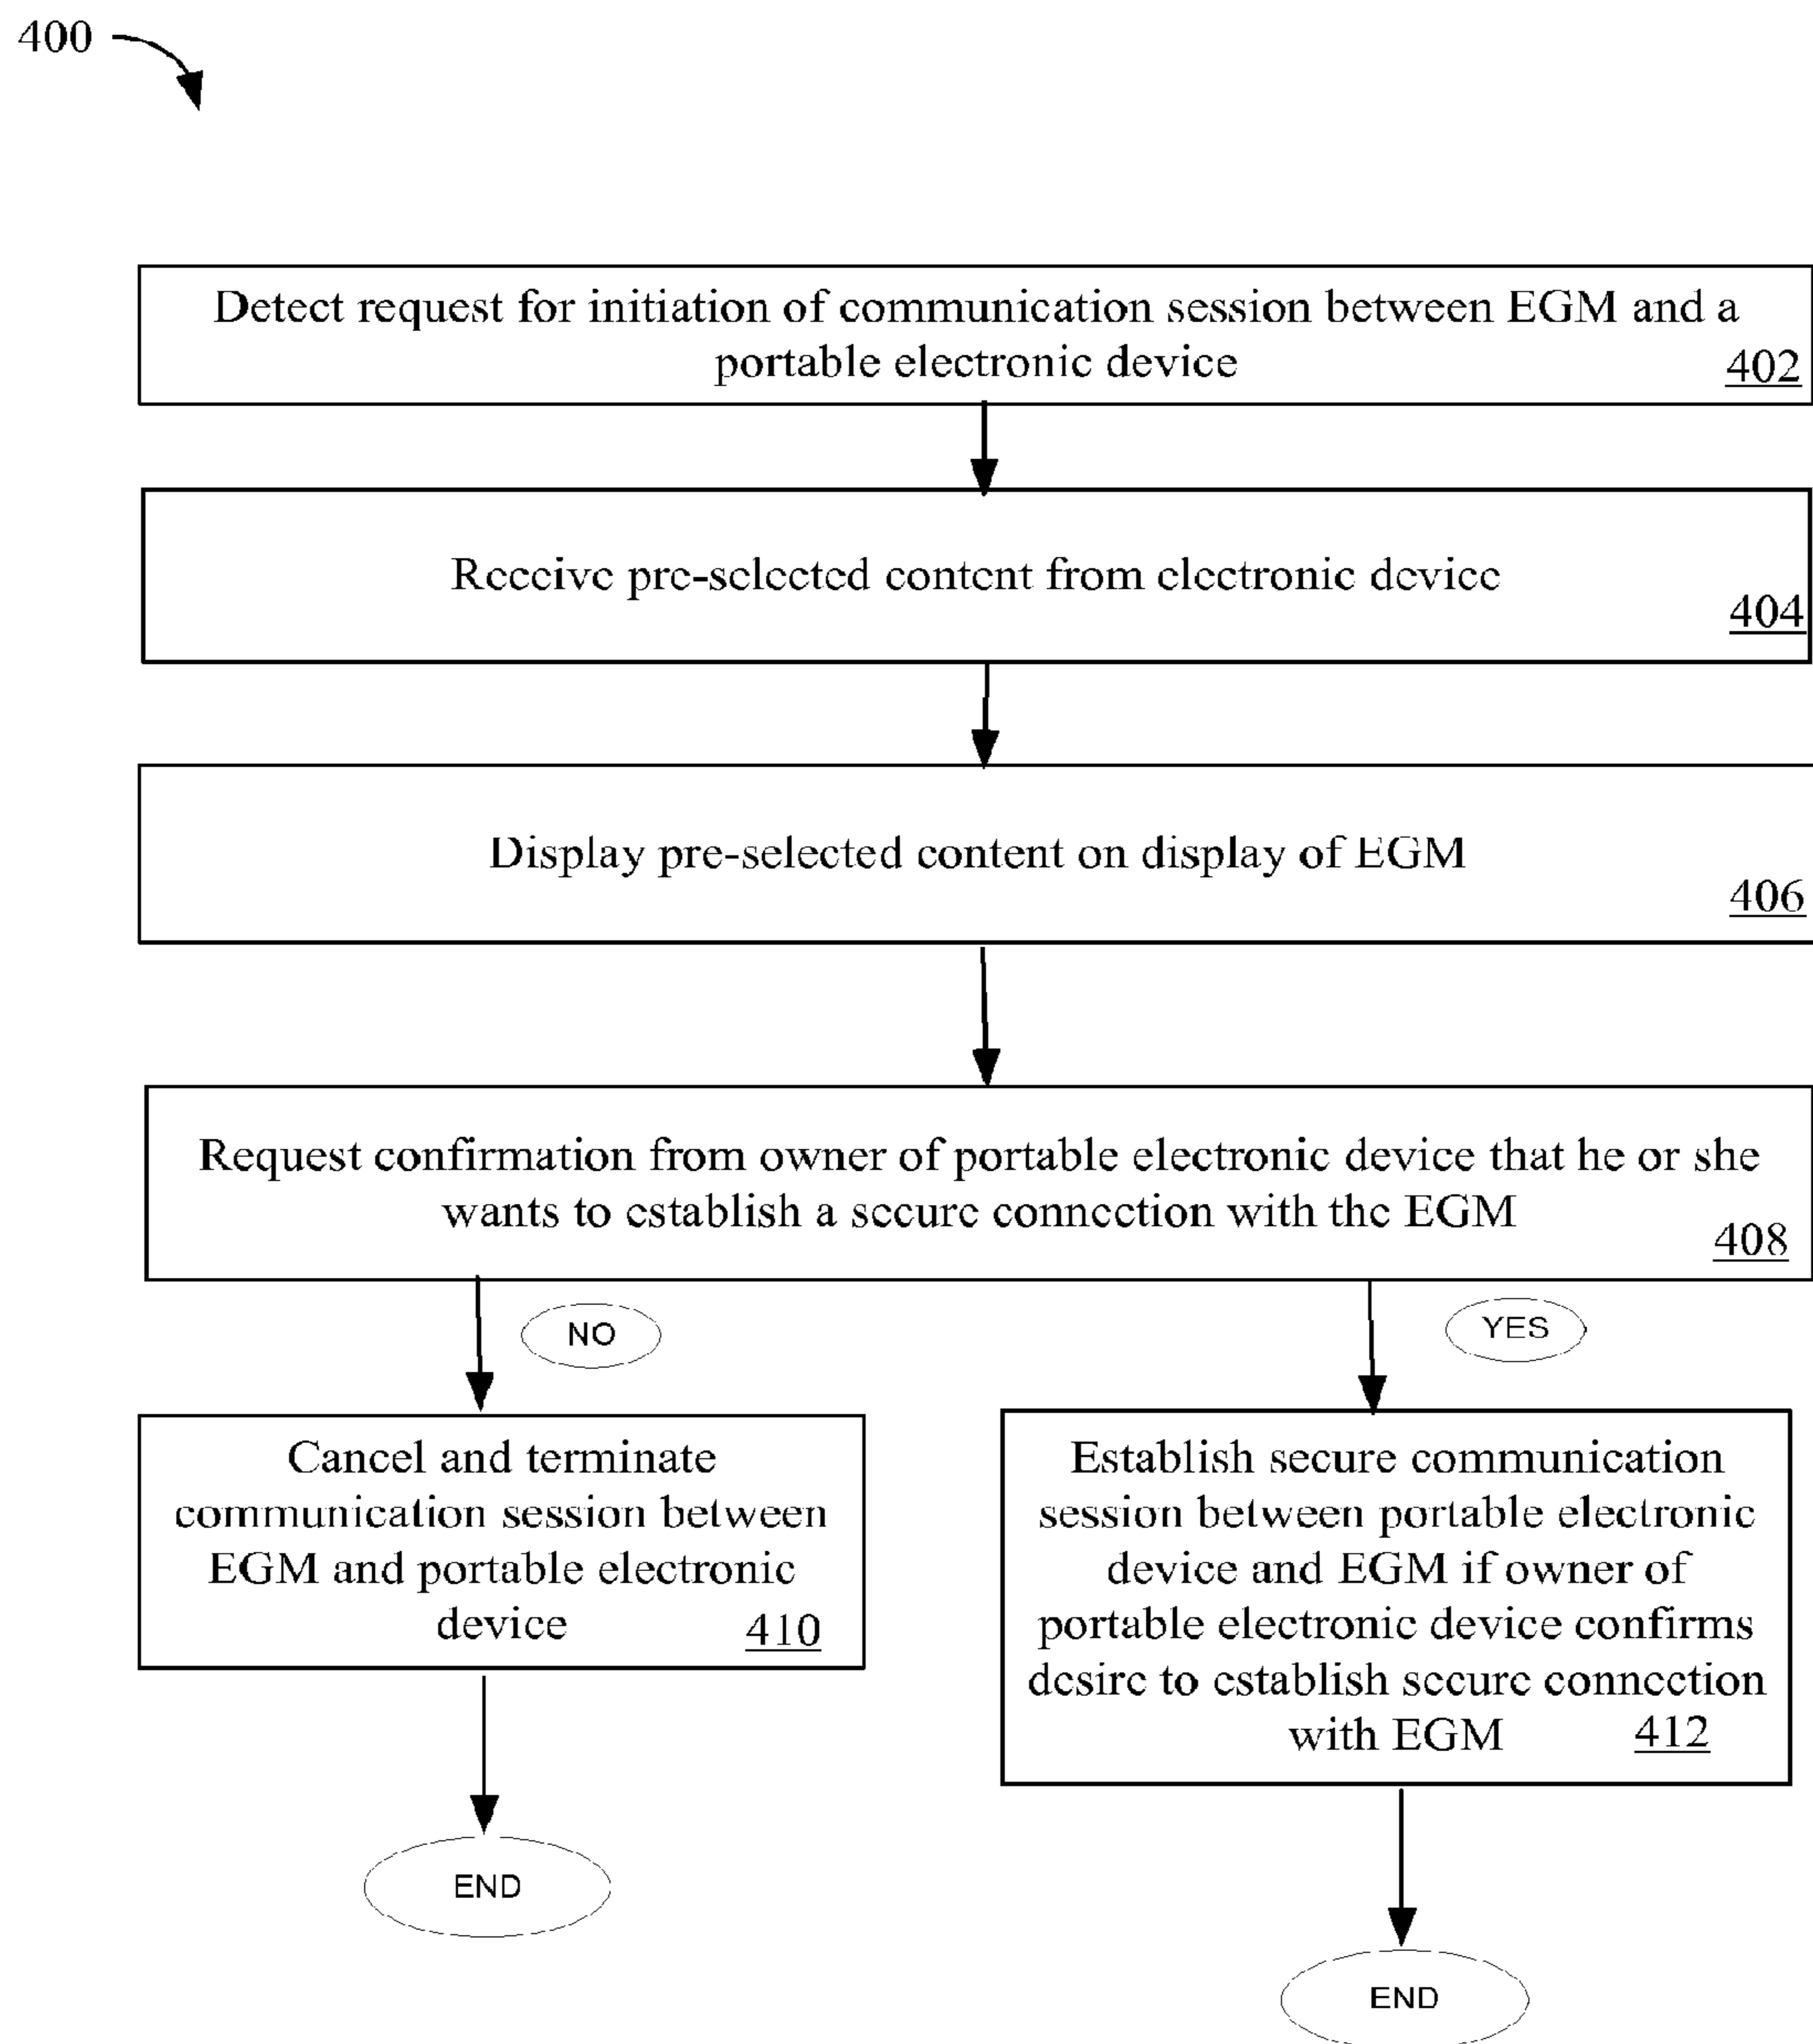 400
Detect request for initiation of communication session between EGM and a
portable electronic device
402
Receive pre-selected content from electronic device
404
Display pre-selected content on display of EGM
406
Request confirmation from owner of portable electronic device that he or she
wants to establish a secure connection with the EGM
408
NO
YES
Cancel and terminate
communication session between
EGM and portable electronic
device 410
Establish secure communication
session between portable electronic
device and EGM if owner of
portable electronic device confirms
desire to establish secure connection
with EGM 412
END
END